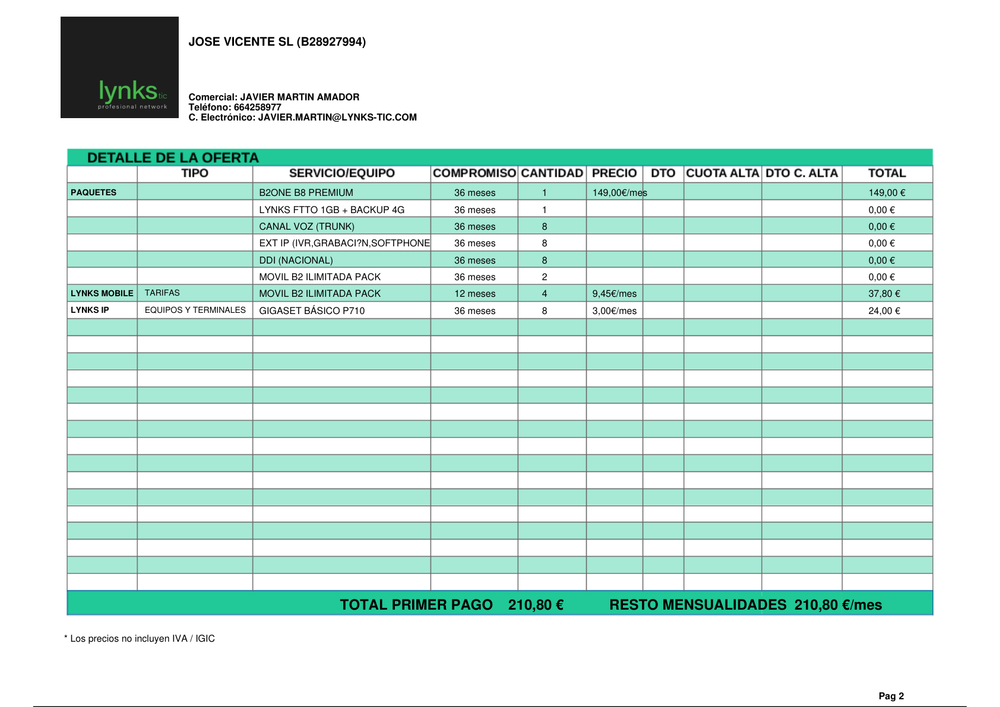 JOSE VICENTE SL (B28927994)
lynks tic
profesional network
Comercial: JAVIER MARTIN AMADOR
Teléfono: 664258977
C. Electrónico: JAVIER.MARTIN@LYNKS-TIC.COM
DETALLE DE LA OFERTA
TIPO SERVICIO/EQUIPO COMPROMISO CANTIDAD PRECIO DTO CUOTA ALTA DTO C. ALTA TOTAL
PAQUETES B2ONE B8 PREMIUM 36 meses 1 149,00€/mes 149,00 €
LYNKS FTTO 1GB + BACKUP 4G 36 meses 1 0,00 €
CANAL VOZ (TRUNK) 36 meses 8 0,00 €
EXT IP (IVR,GRABACI?N,SOFTPHONE 36 meses 8 0,00 €
DDI (NACIONAL) 36 meses 8 0,00 €
MOVIL B2 ILIMITADA PACK 36 meses 2 0,00 €
LYNKS MOBILE TARIFAS MOVIL B2 ILIMITADA PACK 12 meses 4 9,45€/mes 37,80 €
LYNKS IP EQUIPOS Y TERMINALES GIGASET BÁSICO P710 36 meses 8 3,00€/mes 24,00 €
TOTAL PRIMER PAGO 210,80 € RESTO MENSUALIDADES 210,80 €/mes
* Los precios no incluyen IVA / IGIC
Pag 2